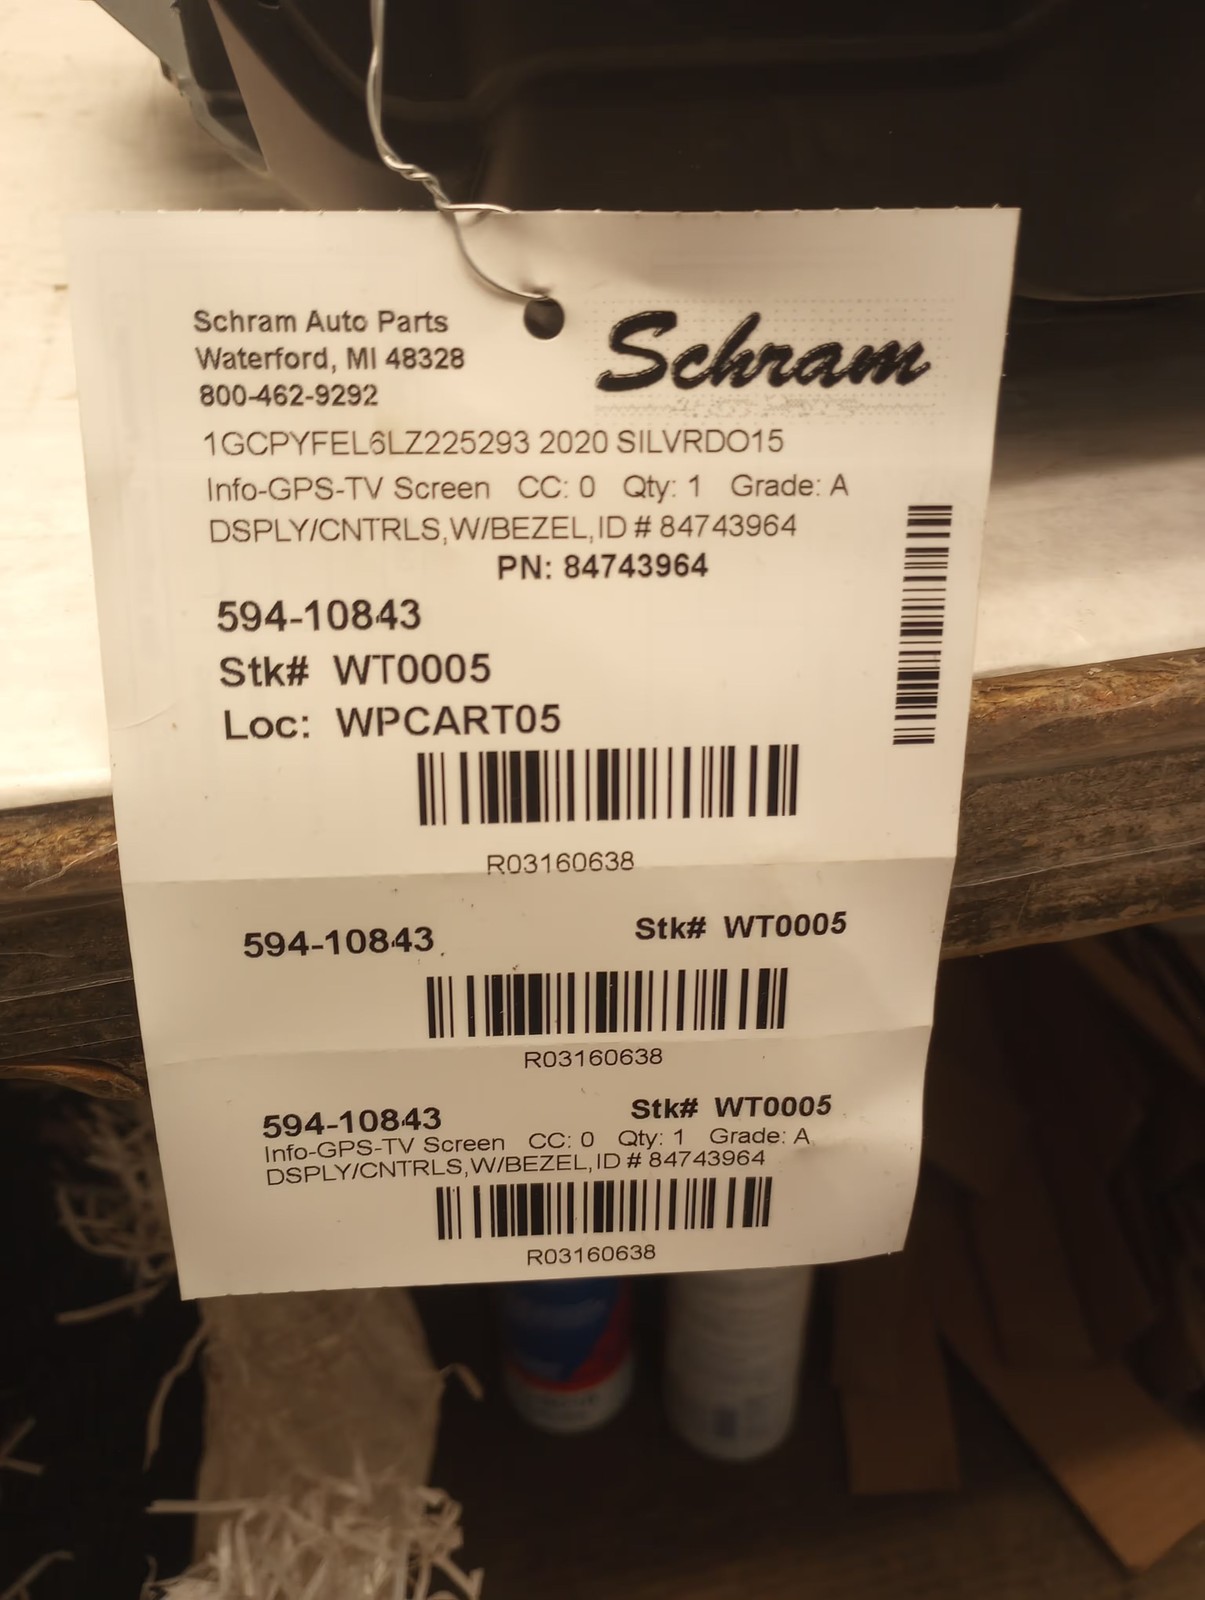 Schram Auto Parts
Waterford, MI 48328
800-462-9292
Schram
1GCPYFEL6LZ225293 2020 SILVRDO15
Info-GPS-TV Screen CC: 0 Qty: 1 Grade: A
DSPLY/CNTRLS,W/BEZEL,ID # 84743964
PN: 84743964
594-10843
Stk# WT0005
Loc: WPCART05
R03160638
594-10843 Stk# WT0005
R03160638
594-10843 Stk# WT0005
Info-GPS-TV Screen CC: 0 Qty: 1 Grade: A
DSPLY/CNTRLS,W/BEZEL,ID # 84743964
R03160638